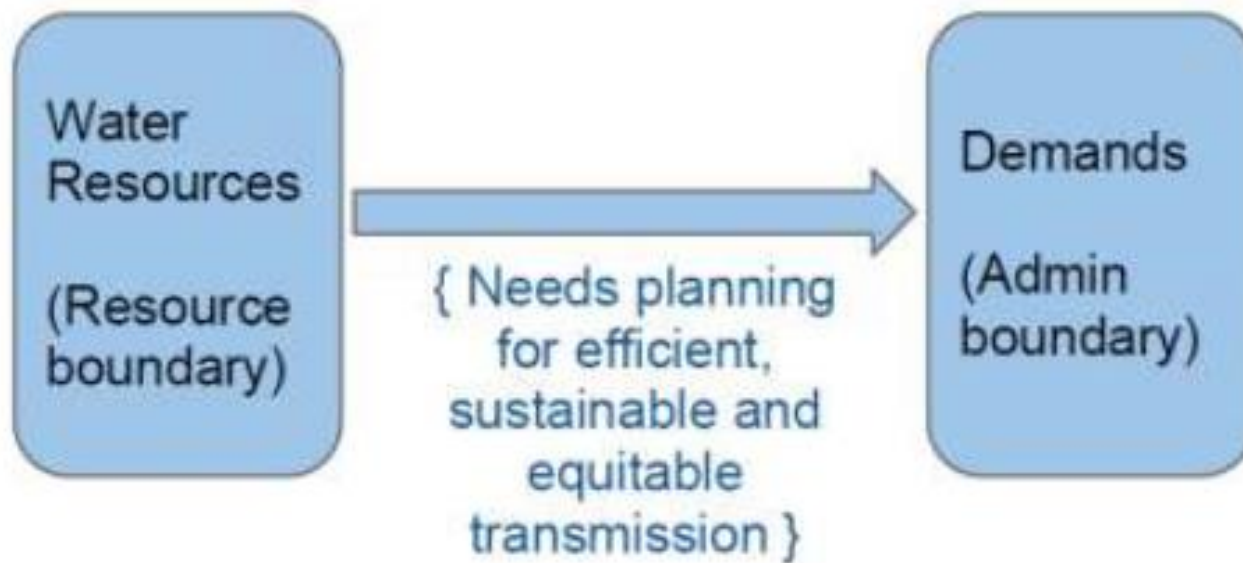 Water
Resources
(Resource
boundary)
{ Needs planning
for efficient,
sustainable and
equitable
transmission }
Demands
(Admin
boundary)